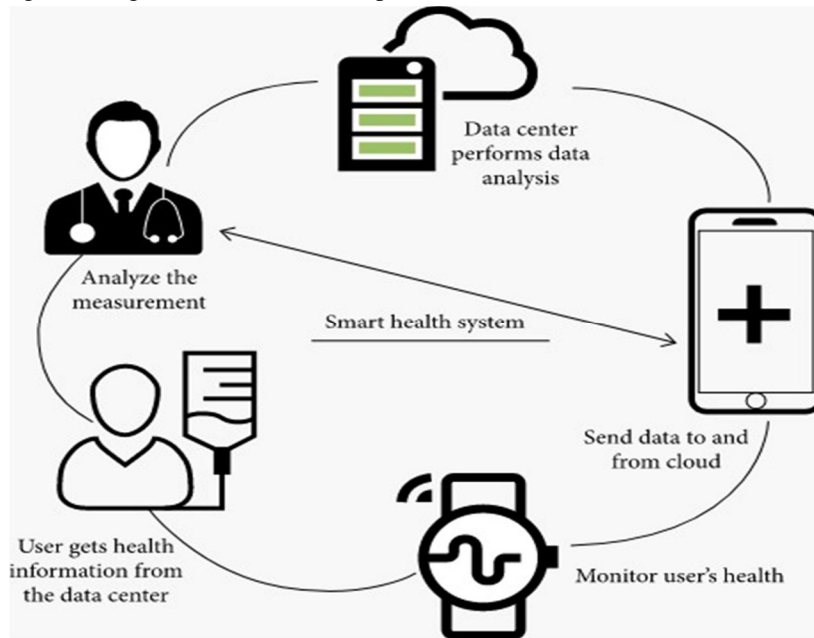 Data center
performs data
analysis
Analyze the
measurement
Smart health system
Send data to and
from cloud
User gets health
information from
the data center
Monitor user's health